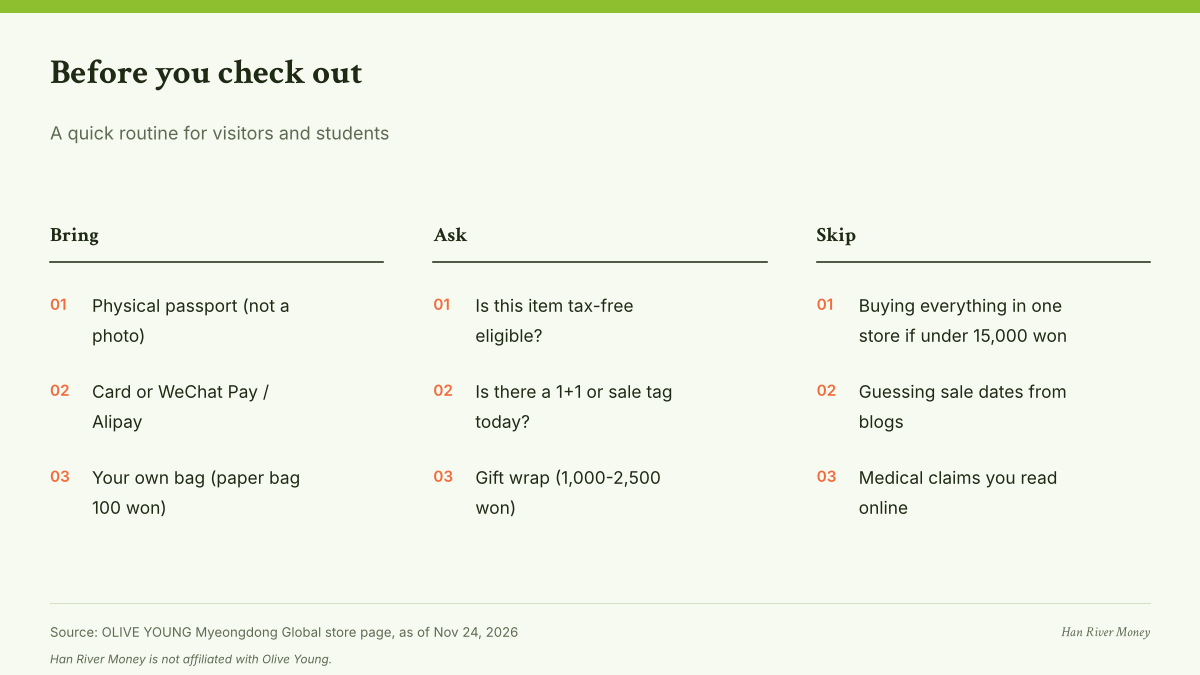 Before you check out
A quick routine for visitors and students
Bring
01 Physical passport (not a
photo)
02 Card or WeChat Pay /
Alipay
03 Your own bag (paper bag
100 won)
Ask
01 Is this item tax-free
eligible?
02 Is there a 1+1 or sale tag
today?
03 Gift wrap (1,000-2,500
won)
Skip
01 Buying everything in one
store if under 15,000 won
02 Guessing sale dates from
blogs
03 Medical claims you read
online
Source: OLIVE YOUNG Myeongdong Global store page, as of Nov 24, 2026
Han River Money
Han River Money is not affiliated with Olive Young.